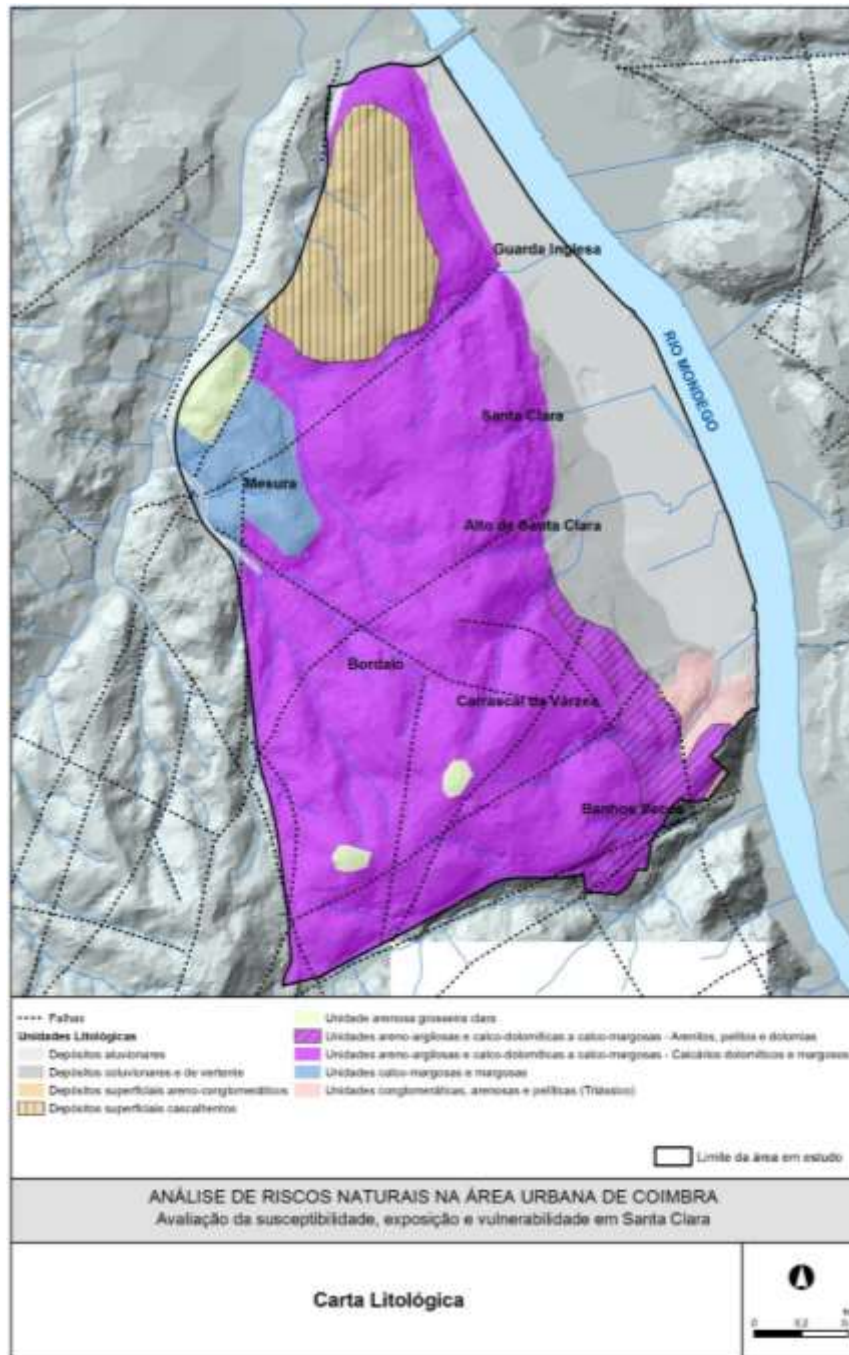 Guarda Inglesa
RIO MONDEGO
Santa Clara
Mesura
Alto de Santa Clara
Bordalo
Carrascal da Várzea
Banhos Secos
Falhas
Unidades Litológicas
Depósitos aluvionares
Depósitos coluvionares e de vertente
Depósitos superficiais areno-conglomeráticos
Depósitos superficiais cascalhentos
Unidade arenosa grosseira clara
Unidades areno-argilosas e calco-dolomíticas a calco-margosas - Arenitos, pelitos e dolomias
Unidades areno-argilosas e calco-dolomíticas a calco-margosas - Calcários dolomíticos e margosos
Unidades calco-margosas e margosas
Unidades conglomeráticas, arenosas e pelíticas (Triássico)
Limite da área em estudo
ANÁLISE DE RISCOS NATURAIS NA ÁREA URBANA DE COIMBRA
Avaliação da susceptibilidade, exposição e vulnerabilidade em Santa Clara
Carta Litológica
0 0,2